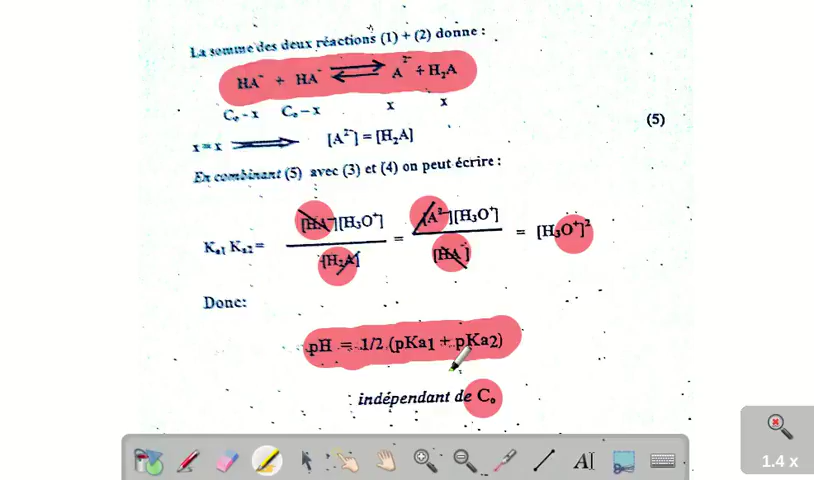 La somme des deux réactions (1) + (2) donne :
HA⁻ + HA⁻ ⇌ A²⁻ + H₂A
C₀ - x C₀ - x x x
x = x ⟹ [A²⁻] = [H₂A] (5)
En combinant (5) avec (3) et (4) on peut écrire :
Kₐ₁ Kₐ₂ = [HA⁻][H₃O⁺] / [H₂A] = [A²⁻][H₃O⁺] / [HA⁻] = [H₃O⁺]²
Donc:
pH = 1/2 (pKa₁ + pKa₂)
indépendant de C₀
AI
1.4 x